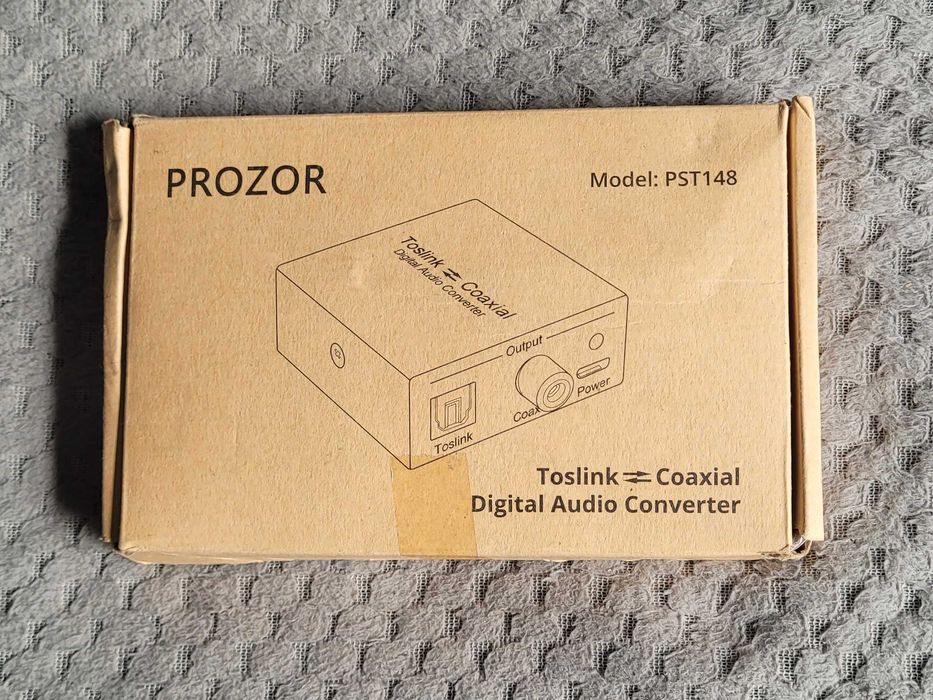 PROZOR
Model: PST148
Toslink ⇌ Coaxial
Digital Audio Converter
Output
Toslink
Coax
Power
Toslink ⇌ Coaxial
Digital Audio Converter